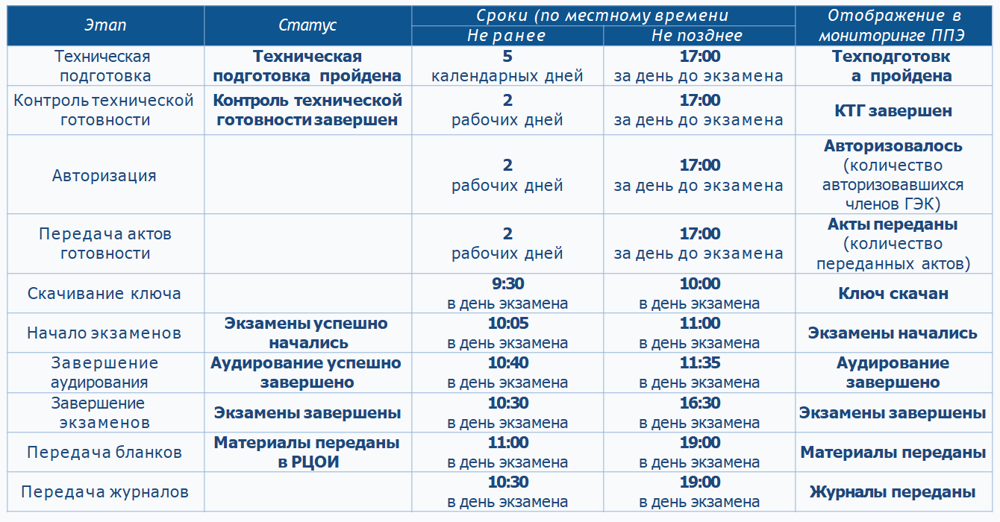 Этап
Статус
Сроки (по местному времени
Не ранее
Не позднее
Отображение в
мониторинге ППЭ
Техническая
подготовка
Техническая
подготовка пройдена
5
календарных дней
17:00
за день до экзамена
Техподготовк
а пройдена
Контроль технической
готовности
Контроль технической
готовности завершен
2
рабочих дней
17:00
за день до экзамена
КТГ завершен
Авторизация
2
рабочих дней
17:00
за день до экзамена
Авторизовалось
(количество
авторизовавшихся
членов ГЭК)
Передача актов
готовности
2
рабочих дней
17:00
за день до экзамена
Акты переданы
(количество
переданных актов)
Скачивание ключа
9:30
в день экзамена
10:00
в день экзамена
Ключ скачан
Начало экзаменов
Экзамены успешно
начались
10:05
в день экзамена
11:00
в день экзамена
Экзамены начались
Завершение
аудирования
Аудирование успешно
завершено
10:40
в день экзамена
11:35
в день экзамена
Аудирование
завершено
Завершение
экзаменов
Экзамены завершены
10:30
в день экзамена
16:30
в день экзамена
Экзамены завершены
Передача бланков
Материалы переданы
в РЦОИ
11:00
в день экзамена
19:00
в день экзамена
Материалы переданы
Передача журналов
10:30
в день экзамена
19:00
в день экзамена
Журналы переданы